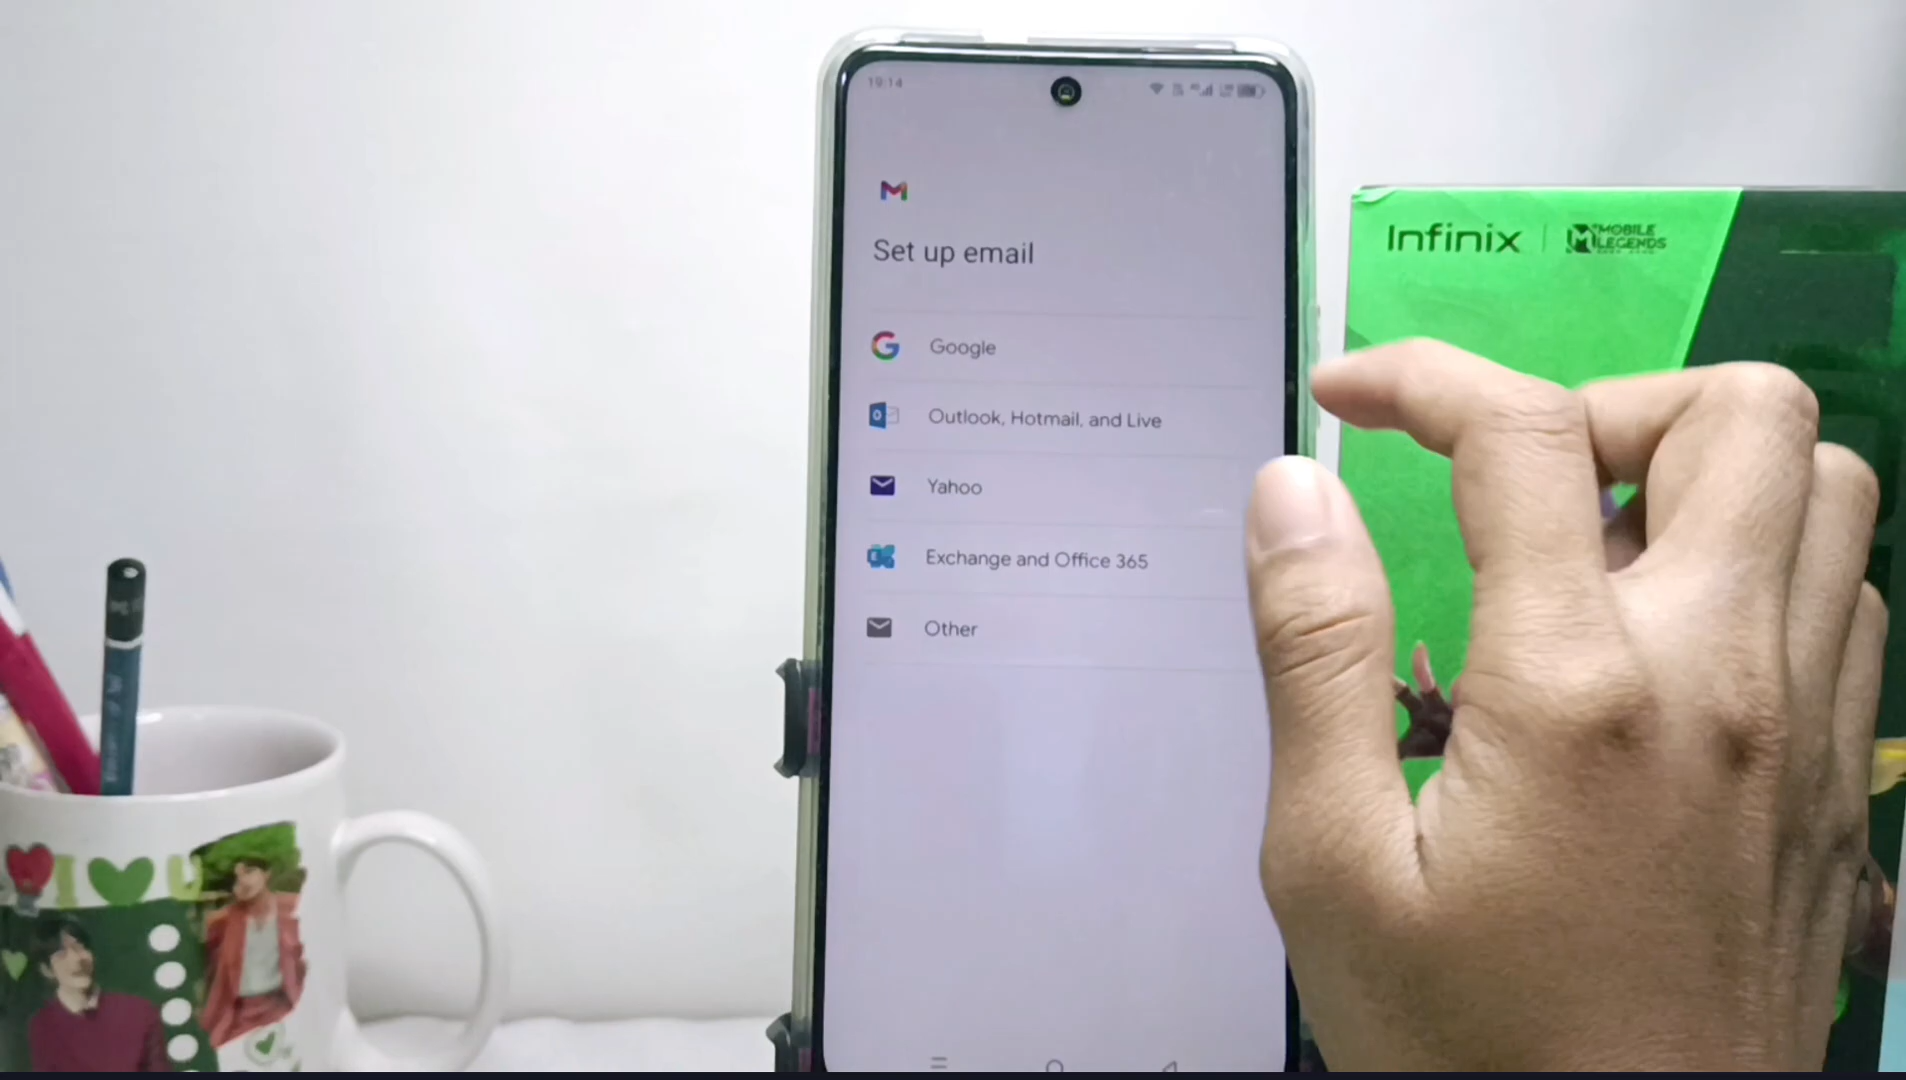 19:14
Set up email
Google
Outlook, Hotmail, and Live
Yahoo
Exchange and Office 365
Other
Infinix
MOBILE
LEGENDS
I U